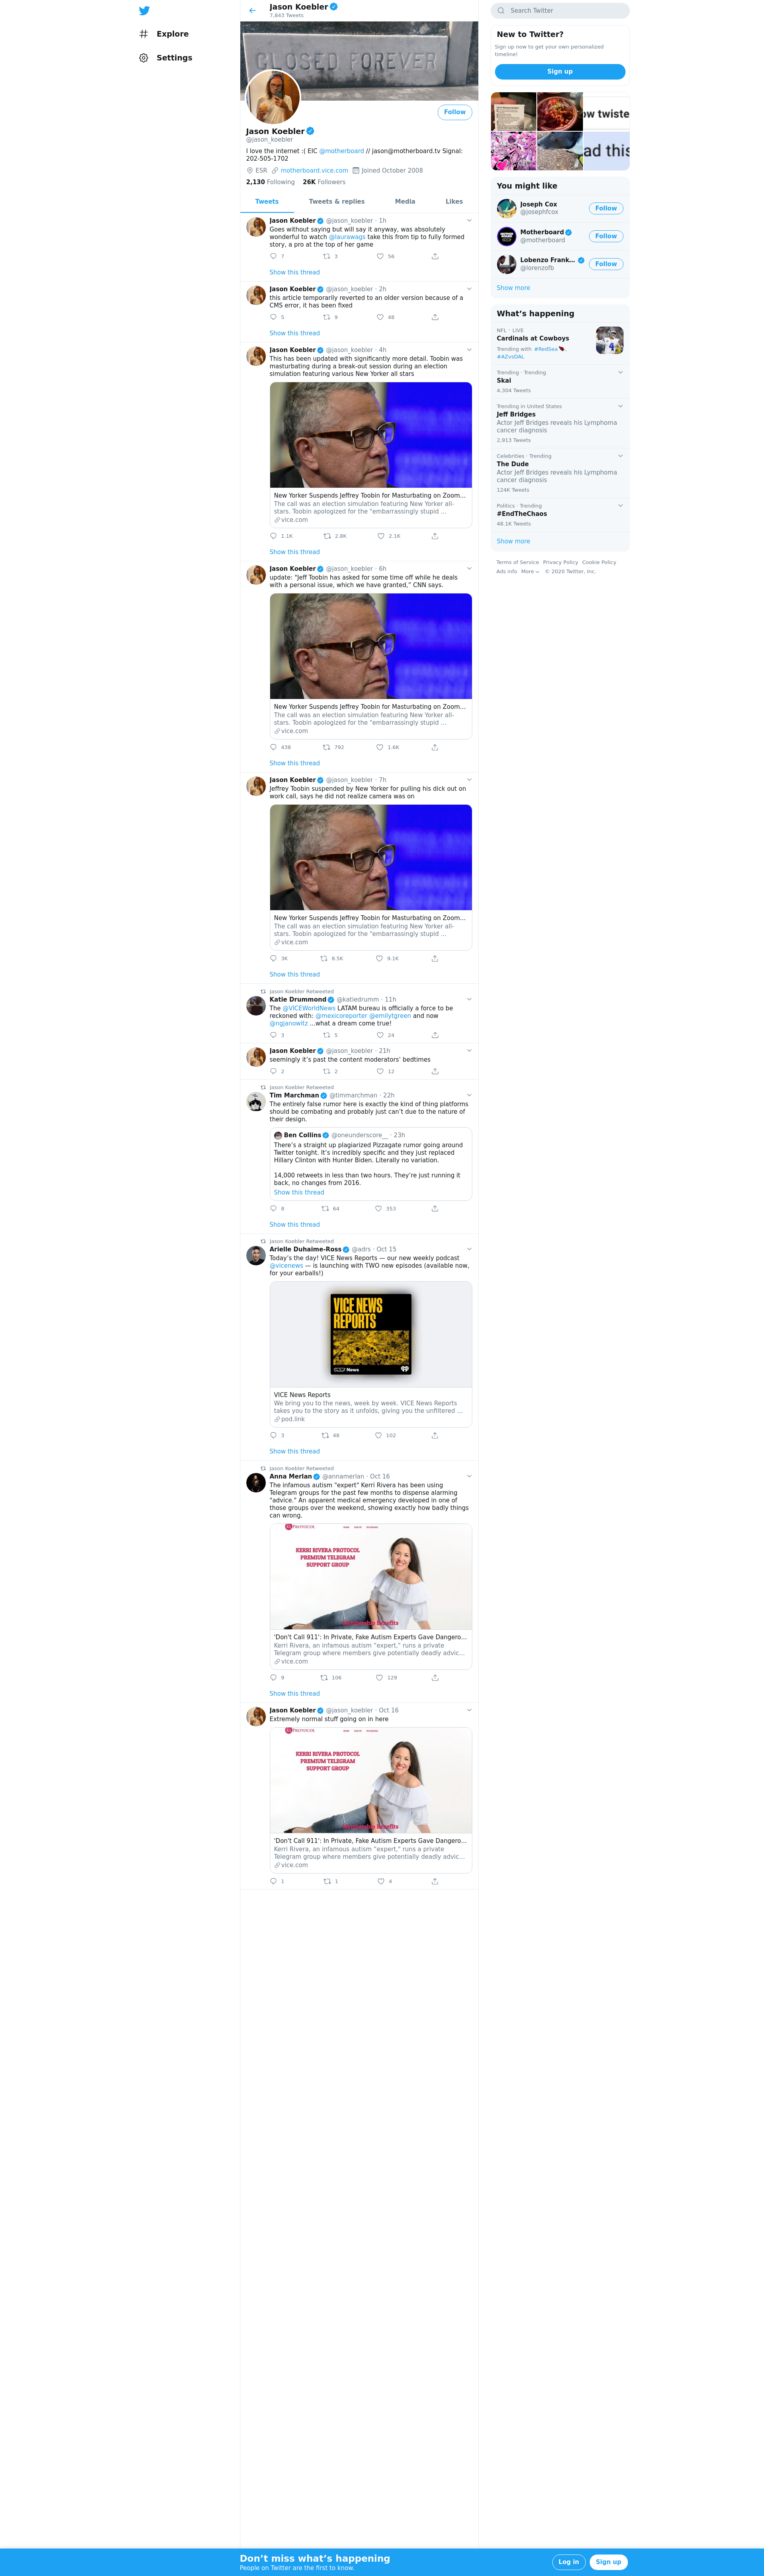 Explore
Settings
Jason Koebler
7,843 Tweets
CLOSED FOREVER
Follow
Jason Koebler
@jason_koebler
I love the internet :( EIC @motherboard // jason@motherboard.tv Signal:
202-505-1702
ESR motherboard.vice.com Joined October 2008
2,130 Following 26K Followers
Tweets Tweets & replies Media Likes
Jason Koebler @jason_koebler · 1h
Goes without saying but will say it anyway, was absolutely
wonderful to watch @laurawags take this from tip to fully formed
story, a pro at the top of her game
7 3 56
Show this thread
Jason Koebler @jason_koebler · 2h
this article temporarily reverted to an older version because of a
CMS error, it has been fixed
5 9 48
Show this thread
Jason Koebler @jason_koebler · 4h
This has been updated with significantly more detail. Toobin was
masturbating during a break-out session during an election
simulation featuring various New Yorker all stars
New Yorker Suspends Jeffrey Toobin for Masturbating on Zoom...
The call was an election simulation featuring New Yorker all-
stars. Toobin apologized for the "embarrassingly stupid ...
vice.com
1.1K 2.8K 2.1K
Show this thread
Jason Koebler @jason_koebler · 6h
update: "Jeff Toobin has asked for some time off while he deals
with a personal issue, which we have granted," CNN says.
New Yorker Suspends Jeffrey Toobin for Masturbating on Zoom...
The call was an election simulation featuring New Yorker all-
stars. Toobin apologized for the "embarrassingly stupid ...
vice.com
438 792 1.6K
Show this thread
Jason Koebler @jason_koebler · 7h
Jeffrey Toobin suspended by New Yorker for pulling his dick out on
work call, says he did not realize camera was on
New Yorker Suspends Jeffrey Toobin for Masturbating on Zoom...
The call was an election simulation featuring New Yorker all-
stars. Toobin apologized for the "embarrassingly stupid ...
vice.com
3K 8.5K 9.1K
Show this thread
Jason Koebler Retweeted
Katie Drummond @katiedrumm · 11h
The @VICEWorldNews LATAM bureau is officially a force to be
reckoned with: @mexicoreporter @emilytgreen and now
@ngjanowitz ...what a dream come true!
3 5 24
Jason Koebler @jason_koebler · 21h
seemingly it's past the content moderators' bedtimes
2 2 12
Jason Koebler Retweeted
Tim Marchman @timmarchman · 22h
The entirely false rumor here is exactly the kind of thing platforms
should be combating and probably just can't due to the nature of
their design.
Ben Collins @oneunderscore__ · 23h
There's a straight up plagiarized Pizzagate rumor going around
Twitter tonight. It's incredibly specific and they just replaced
Hillary Clinton with Hunter Biden. Literally no variation.
14,000 retweets in less than two hours. They're just running it
back, no changes from 2016.
Show this thread
8 64 353
Show this thread
Jason Koebler Retweeted
Arielle Duhaime-Ross @adrs · Oct 15
Today's the day! VICE News Reports — our new weekly podcast
@vicenews — is launching with TWO new episodes (available now,
for your earballs!)
VICE NEWS
REPORTS
News
VICE News Reports
We bring you to the news, week by week. VICE News Reports
takes you to the story as it unfolds, giving you the unfiltered ...
pod.link
3 48 102
Show this thread
Jason Koebler Retweeted
Anna Merlan @annamerlan · Oct 16
The infamous autism "expert" Kerri Rivera has been using
Telegram groups for the past few months to dispense alarming
"advice." An apparent medical emergency developed in one of
those groups over the weekend, showing exactly how badly things
can wrong.
PROTOCOL
KERRI RIVERA PROTOCOL
PREMIUM TELEGRAM
SUPPORT GROUP
'Don't Call 911': In Private, Fake Autism Experts Gave Dangero...
Kerri Rivera, an infamous autism "expert," runs a private
Telegram group where members give potentially deadly advic...
vice.com
9 106 129
Show this thread
Jason Koebler @jason_koebler · Oct 16
Extremely normal stuff going on in here
PROTOCOL
KERRI RIVERA PROTOCOL
PREMIUM TELEGRAM
SUPPORT GROUP
'Don't Call 911': In Private, Fake Autism Experts Gave Dangero...
Kerri Rivera, an infamous autism "expert," runs a private
Telegram group where members give potentially deadly advic...
vice.com
1 1 4
Search Twitter
New to Twitter?
Sign up now to get your own personalized
timeline!
Sign up
ow twiste
ad this
You might like
Joseph Cox
@josephfcox
Follow
Motherboard
@motherboard
Follow
Lobenzo Frank...
@lorenzofb
Follow
Show more
What's happening
NFL · LIVE
Cardinals at Cowboys
Trending with #RedSea,
#AZvsDAL
Trending · Trending
Skai
4,304 Tweets
Trending in United States
Jeff Bridges
Actor Jeff Bridges reveals his Lymphoma
cancer diagnosis
2,913 Tweets
Celebrities · Trending
The Dude
Actor Jeff Bridges reveals his Lymphoma
cancer diagnosis
124K Tweets
Politics · Trending
#EndTheChaos
48.1K Tweets
Show more
Terms of Service Privacy Policy Cookie Policy
Ads info More © 2020 Twitter, Inc.
Don't miss what's happening
People on Twitter are the first to know.
Log in Sign up